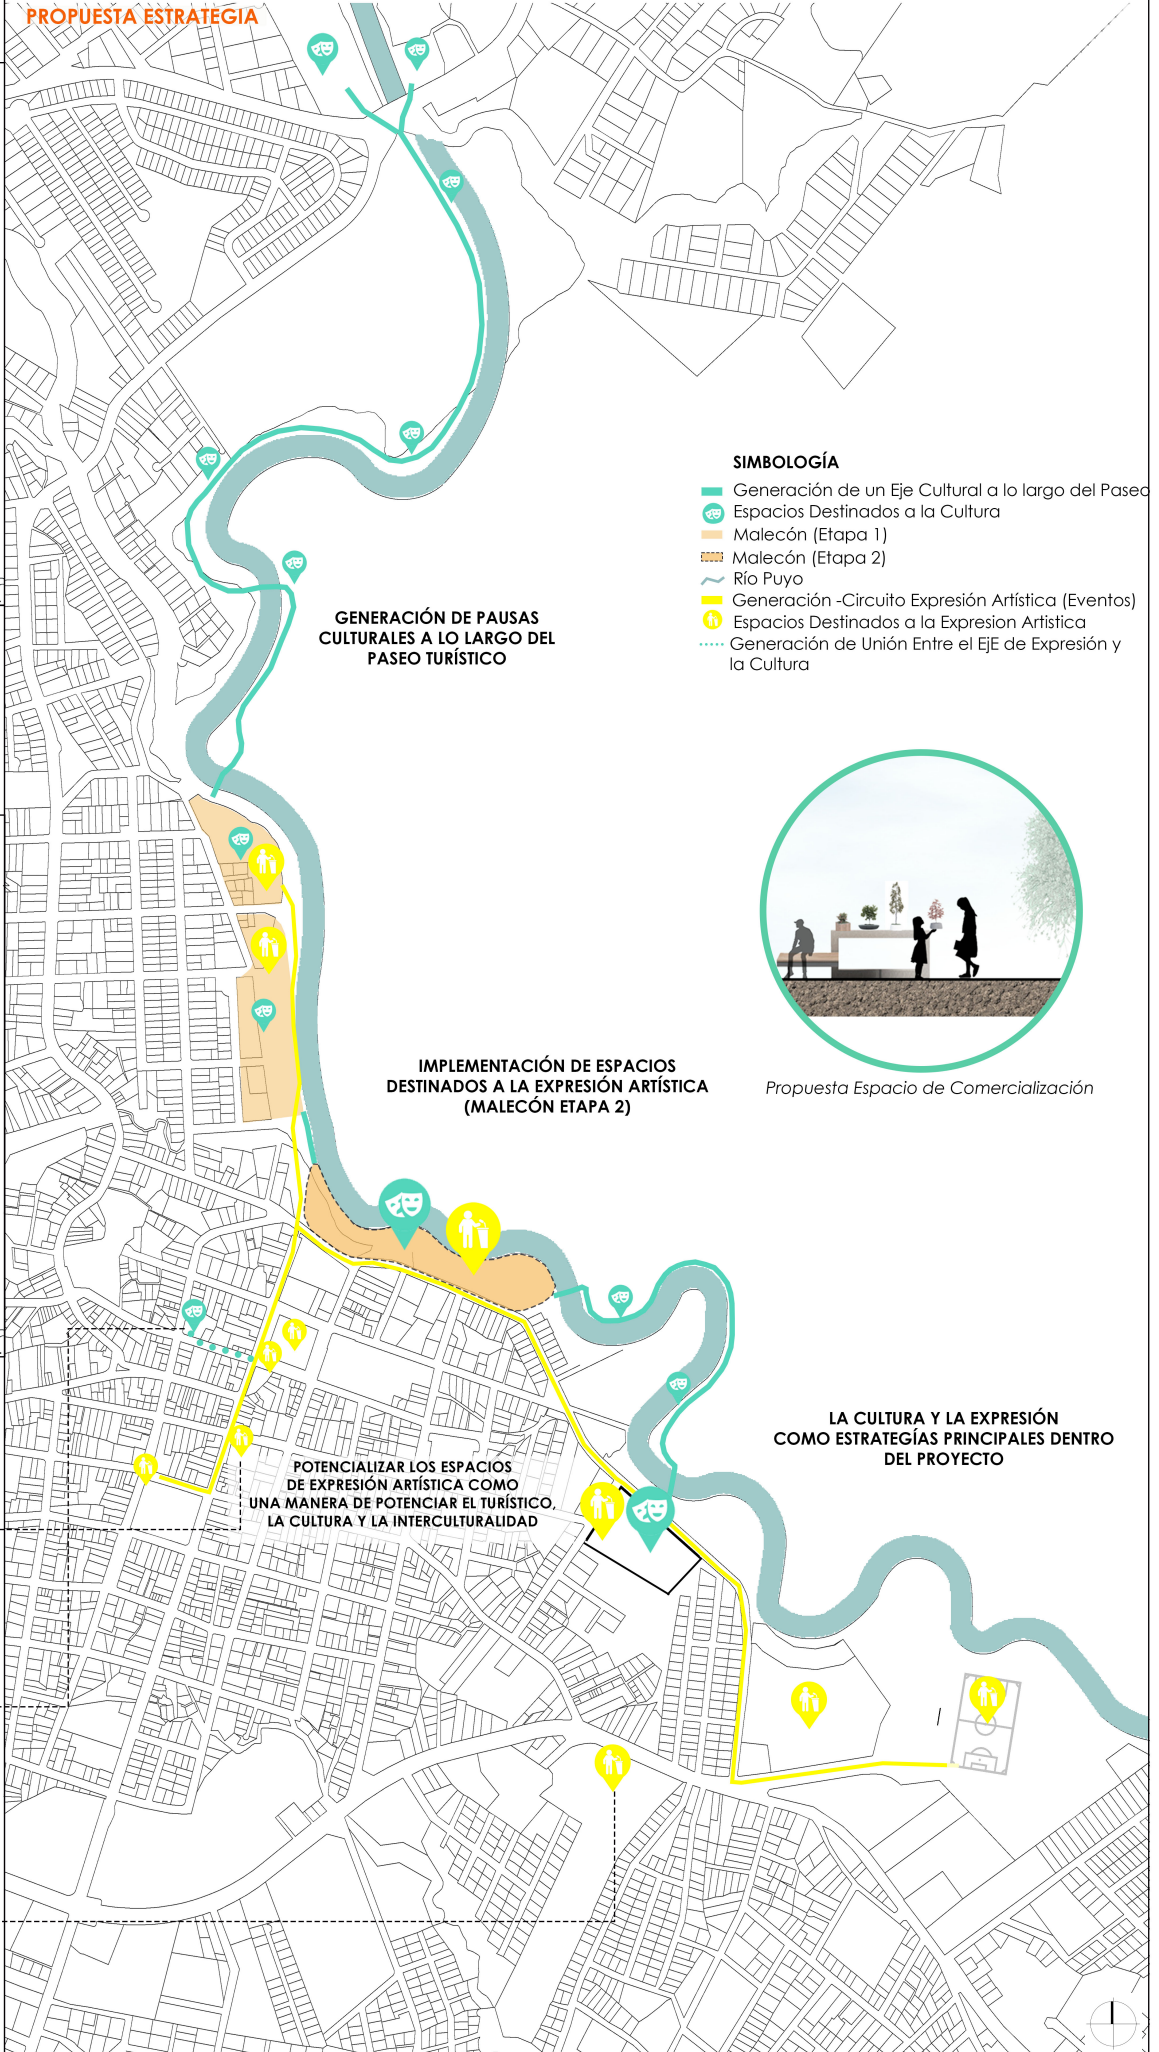 PROPUESTA ESTRATEGIA
SIMBOLOGÍA
Generación de un Eje Cultural a lo largo del Paseo
Espacios Destinados a la Cultura
Malecón (Etapa 1)
Malecón (Etapa 2)
Río Puyo
Generación -Circuito Expresión Artística (Eventos)
Espacios Destinados a la Expresion Artistica
Generación de Unión Entre el EjE de Expresión y
la Cultura
GENERACIÓN DE PAUSAS
CULTURALES A LO LARGO DEL
PASEO TURÍSTICO
IMPLEMENTACIÓN DE ESPACIOS
DESTINADOS A LA EXPRESIÓN ARTÍSTICA
(MALECÓN ETAPA 2)
Propuesta Espacio de Comercialización
LA CULTURA Y LA EXPRESIÓN
COMO ESTRATEGÍAS PRINCIPALES DENTRO
DEL PROYECTO
POTENCIALIZAR LOS ESPACIOS
DE EXPRESIÓN ARTÍSTICA COMO
UNA MANERA DE POTENCIAR EL TURÍSTICO,
LA CULTURA Y LA INTERCULTURALIDAD